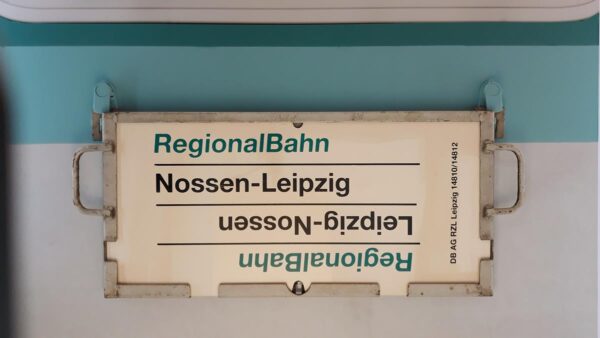 RegionalBahn
Nossen-Leipzig
Leipzig-Nossen
RegionalBahn
DB AG RZL Leipzig 14810/14812